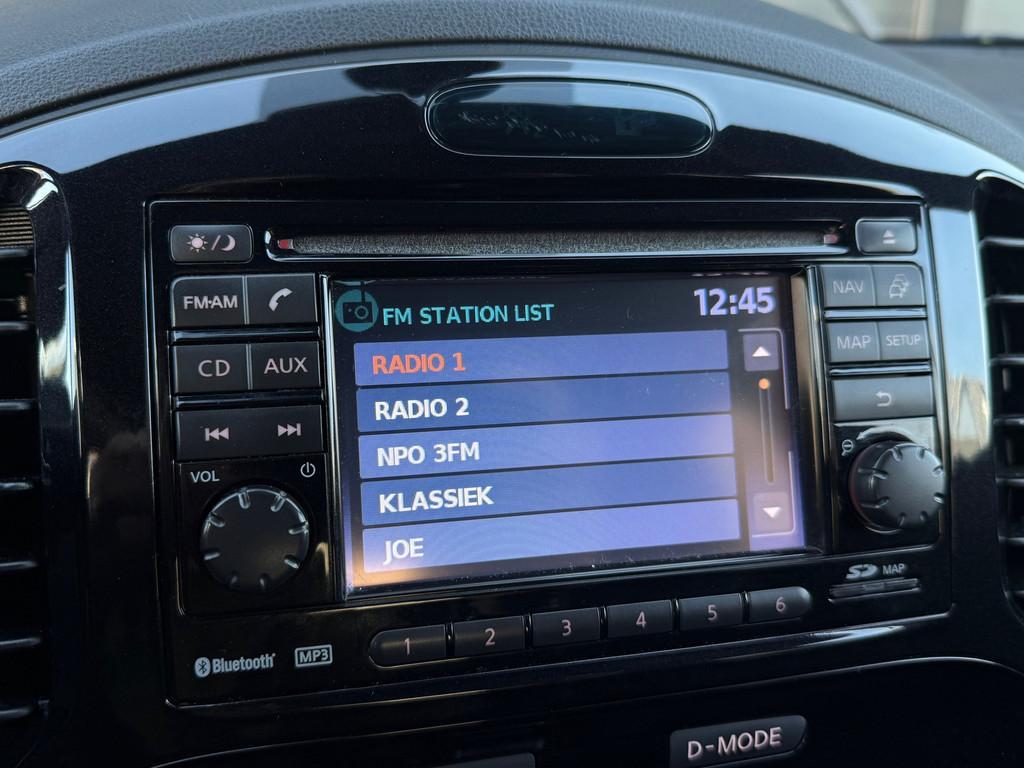 FM·AM
CD
AUX
VOL
FM STATION LIST
12:45
RADIO 1
RADIO 2
NPO 3FM
KLASSIEK
JOE
NAV
MAP
SETUP
SD MAP
1 2 3 4 5 6
Bluetooth
MP3
D-MODE